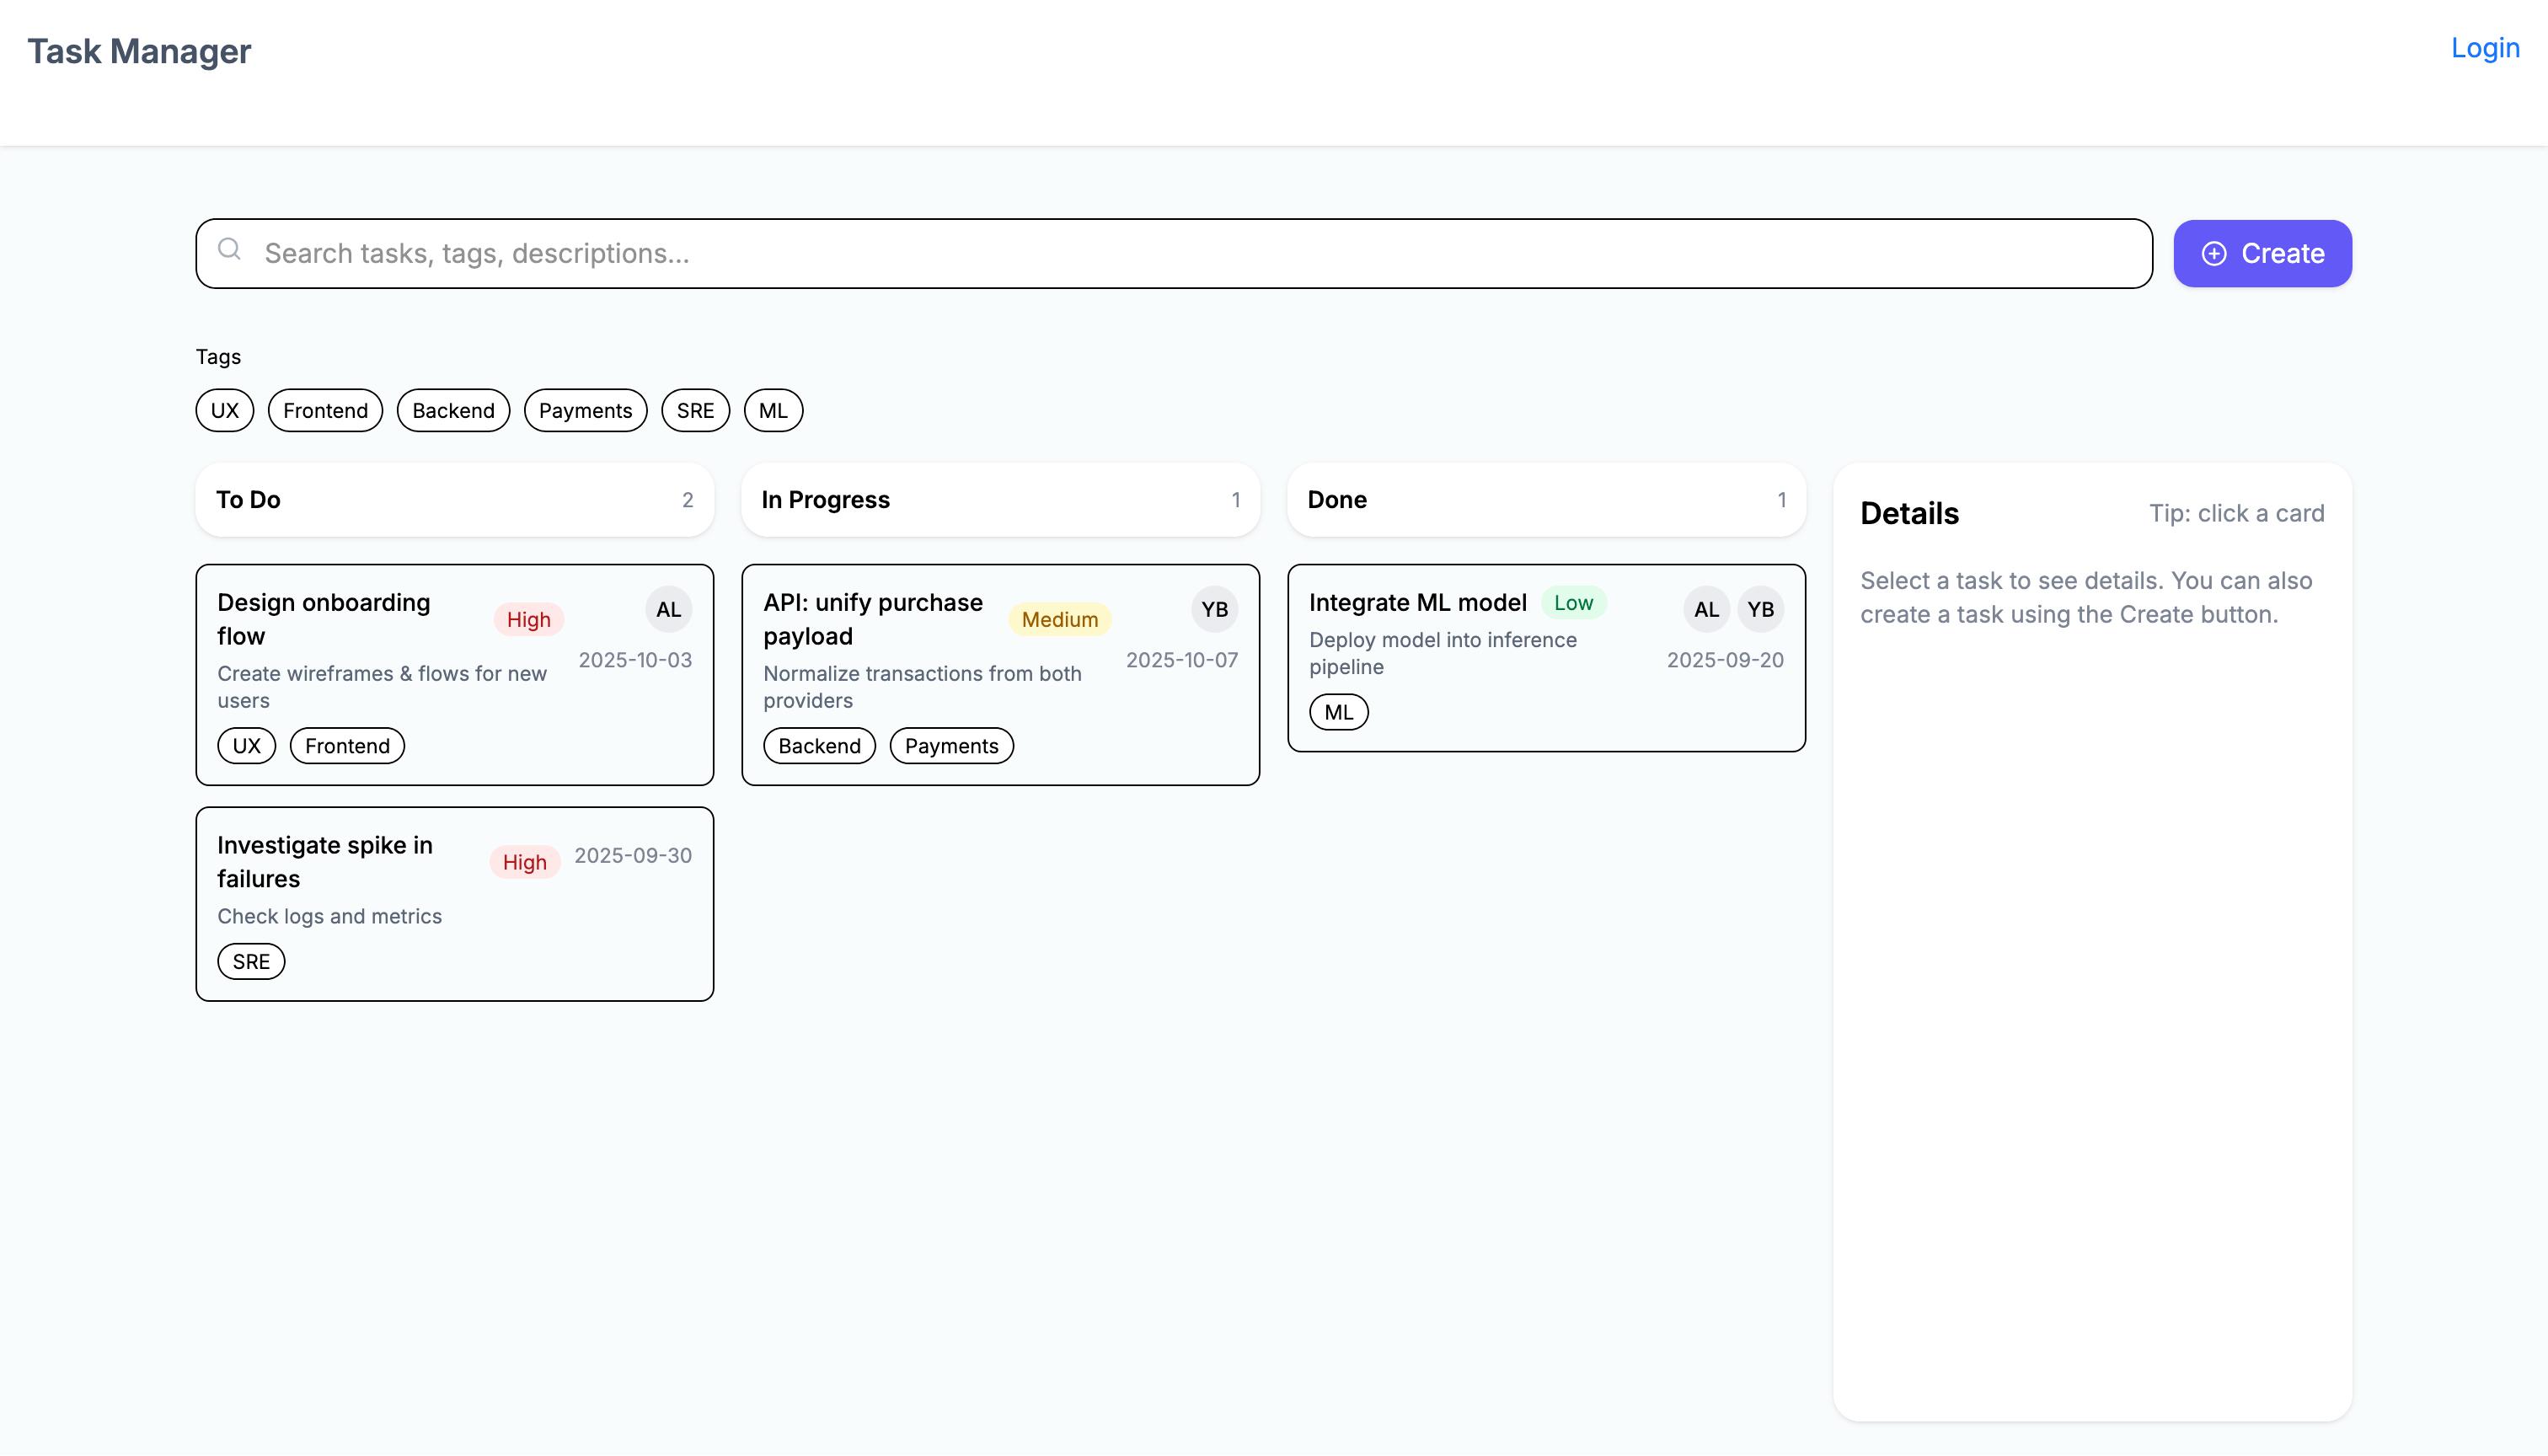 Task Manager
Login
Search tasks, tags, descriptions...
Create
Tags
UX
Frontend
Backend
Payments
SRE
ML
To Do
2
Design onboarding
flow
High
AL
2025-10-03
Create wireframes & flows for new
users
UX
Frontend
Investigate spike in
failures
High
2025-09-30
Check logs and metrics
SRE
In Progress
1
API: unify purchase
payload
Medium
YB
2025-10-07
Normalize transactions from both
providers
Backend
Payments
Done
1
Integrate ML model
Low
AL
YB
2025-09-20
Deploy model into inference
pipeline
ML
Details
Tip: click a card
Select a task to see details. You can also
create a task using the Create button.